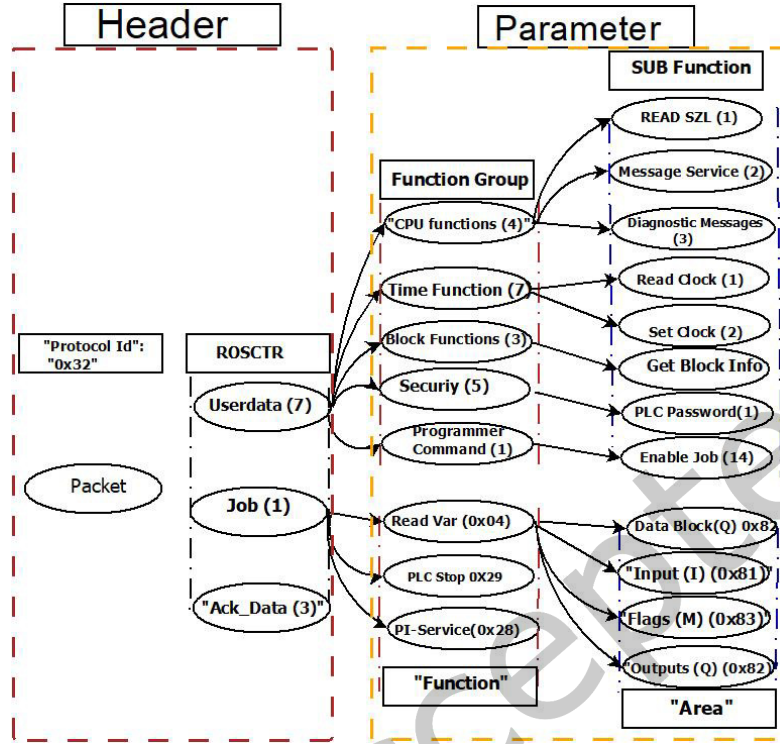 Header
Parameter
SUB Function
READ SZL (1)
Message Service (2)
Function Group
"CPU functions (4)"
Diagnostic Messages
(3)
Time Function (7)
Read Clock (1)
Set Clock (2)
"Protocol Id":
"0x32"
ROSCTR
Block Functions (3)
Get Block Info
Userdata (7)
Securiy (5)
PLC Password(1)
Programmer
Command (1)
Enable Job (14)
Packet
Job (1)
Read Var (0x04)
Data Block(Q) 0x82
PLC Stop 0X29
"Input (I) (0x81)"
"Ack_Data (3)"
PI-Service(0x28)
"Flags (M) (0x83)"
"Outputs (Q) (0x82)"
"Function"
"Area"